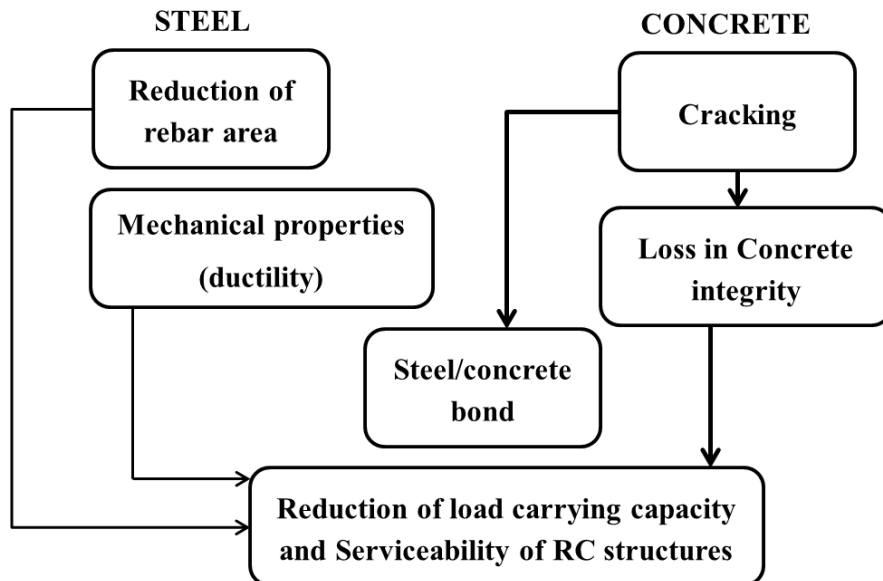 STEEL
CONCRETE
Reduction of
rebar area
Cracking
Mechanical properties
(ductility)
Loss in Concrete
integrity
Steel/concrete
bond
Reduction of load carrying capacity
and Serviceability of RC structures